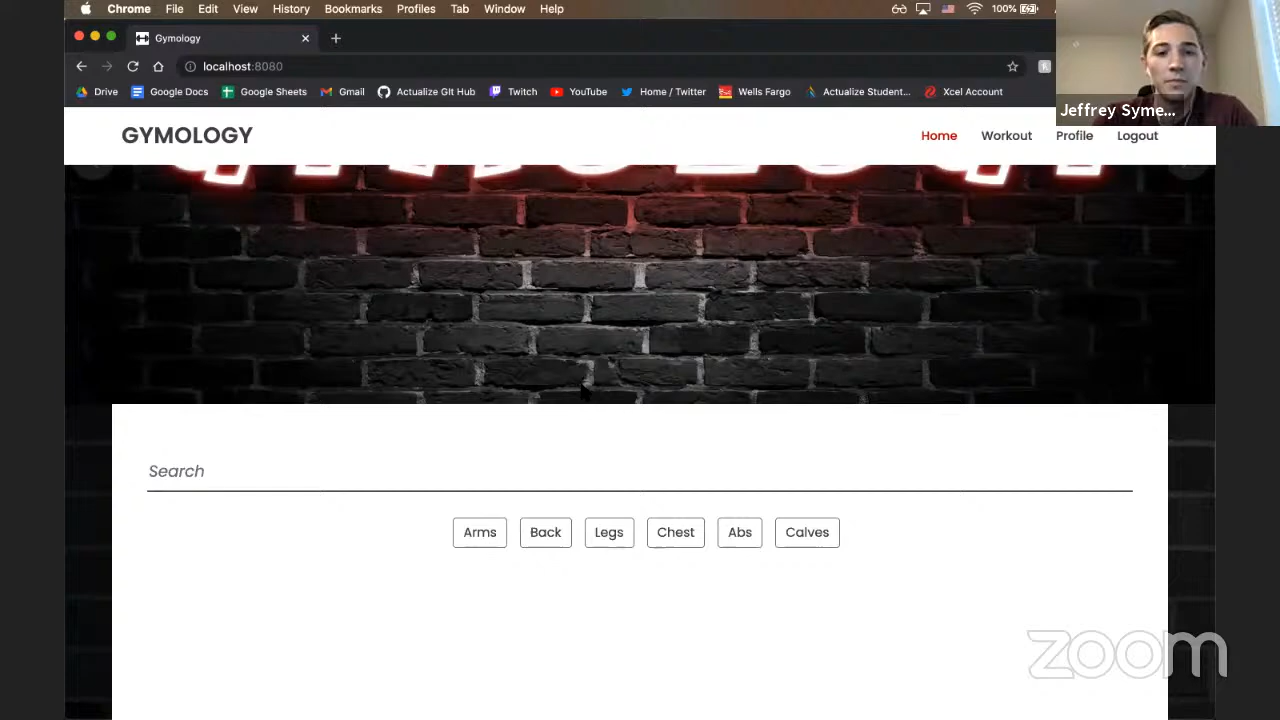 Chrome File Edit View History Bookmarks Profiles Tab Window Help 100%
Gymology
localhost:8080
Drive Google Docs Google Sheets Gmail Actualize GIt Hub Twitch YouTube Home / Twitter Wells Fargo Actualize Student... Xcel Account
Jeffrey Syme...
GYMOLOGY Home Workout Profile Logout
Search
Arms Back Legs Chest Abs Calves
zoom